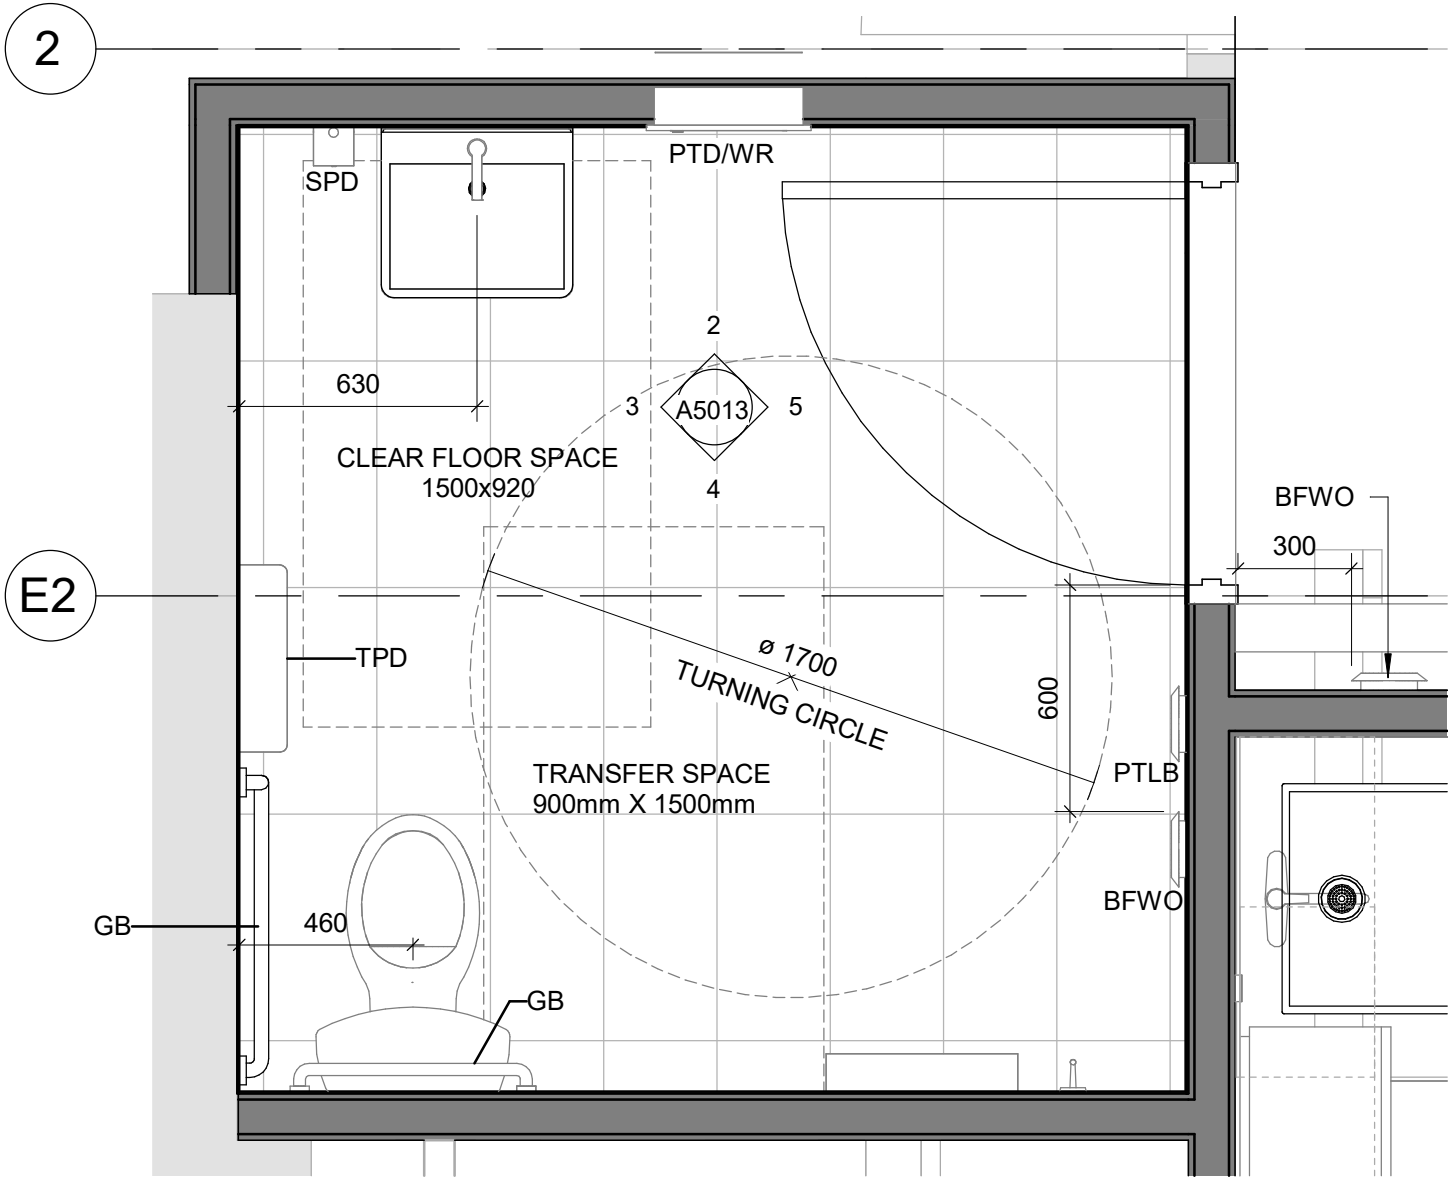 2
PTD/WR
SPD
2
630
3
A5013
5
CLEAR FLOOR SPACE
1500x920
4
BFWO
300
E2
TPD
ø 1700
TURNING CIRCLE
600
TRANSFER SPACE
900mm X 1500mm
PTLB
BFWO
GB
460
GB